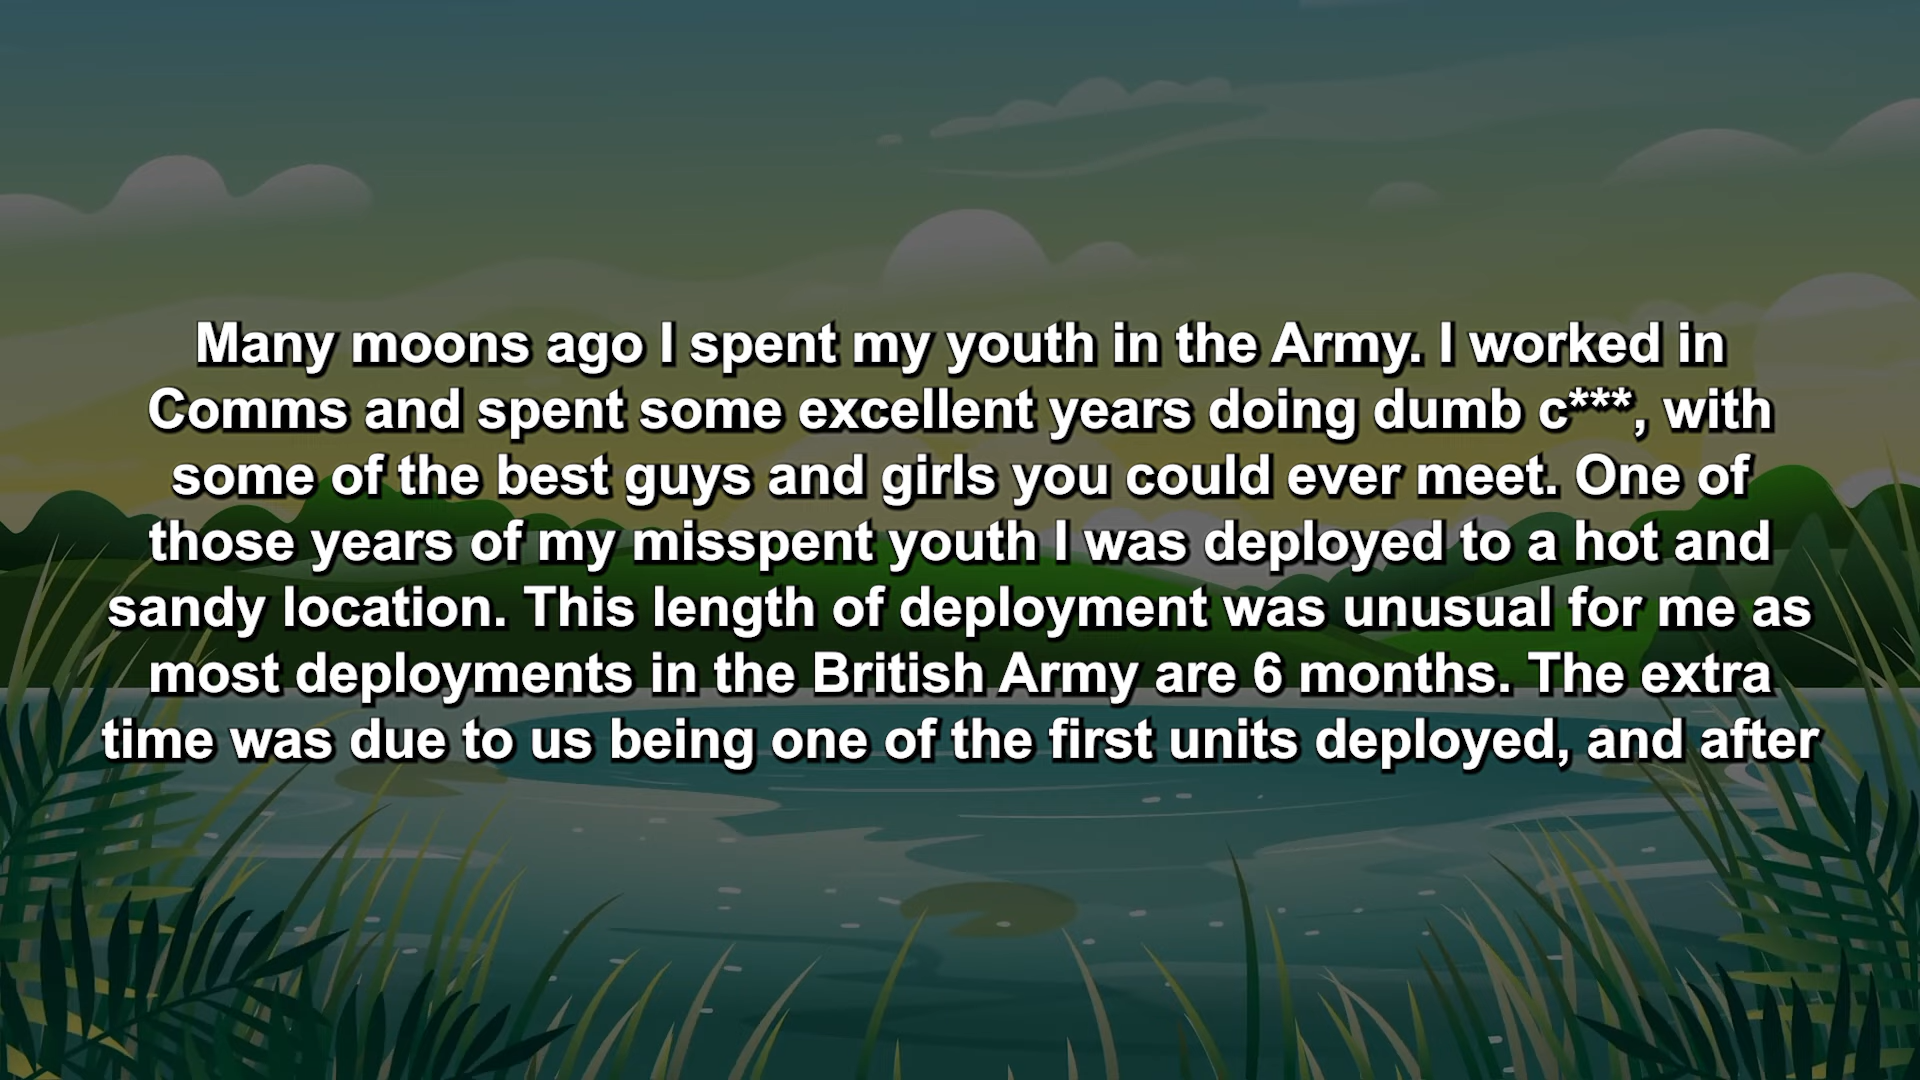 Many moons ago I spent my youth in the Army. I worked in
Comms and spent some excellent years doing dumb c***, with
some of the best guys and girls you could ever meet. One of
those years of my misspent youth I was deployed to a hot and
sandy location. This length of deployment was unusual for me as
most deployments in the British Army are 6 months. The extra
time was due to us being one of the first units deployed, and after